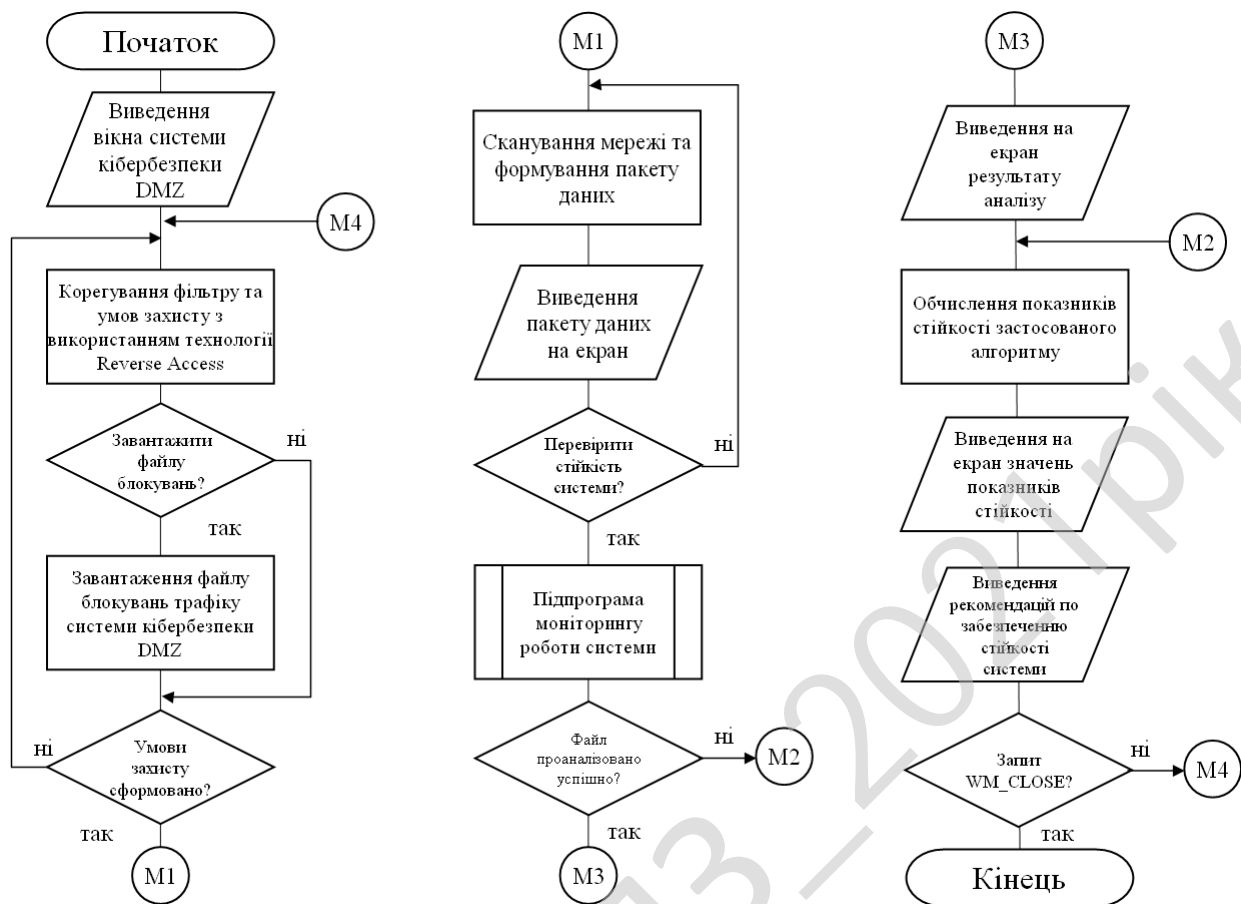 Початок
Виведення
вікна системи
кібербезпеки
DMZ
M4
Корегування фільтру та
умов захисту з
використанням технології
Reverse Access
Завантажити
файлу
блокувань?
ні
так
Завантаження файлу
блокувань трафіку
системи кібербезпеки
DMZ
Умови
захисту
сформовано?
ні
так
M1
M1
Сканування мережі та
формування пакету
даних
Виведення
пакету даних
на екран
Перевірити
стійкість
системи?
ні
так
Підпрограма
моніторингу
роботи системи
Файл
проаналізовано
успішно?
ні
M2
так
M3
M3
Виведення на
екран
результату
аналізу
M2
Обчислення показників
стійкості застосованого
алгоритму
Виведення на
екран значень
показників
стійкості
Виведення
рекомендацій по
забезпеченню
стійкості
системи
Запит
WM_CLOSE?
ні
M4
так
Кінець
13_2021рік